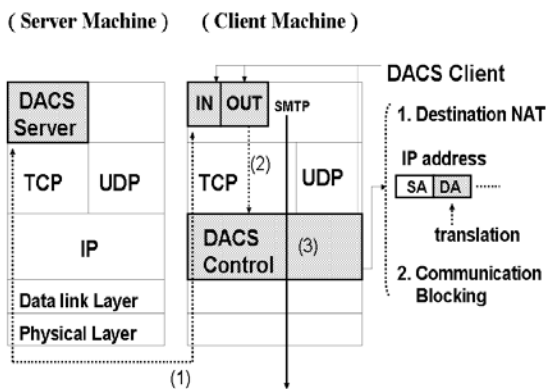 ( Server Machine ) ( Client Machine )
DACS Client
DACS
Server
IN OUT SMTP
1. Destination NAT
IP address
SA DA
translation
2. Communication
Blocking
TCP UDP
(2)
TCP UDP
IP
DACS
Control
(3)
Data link Layer
Physical Layer
(1)